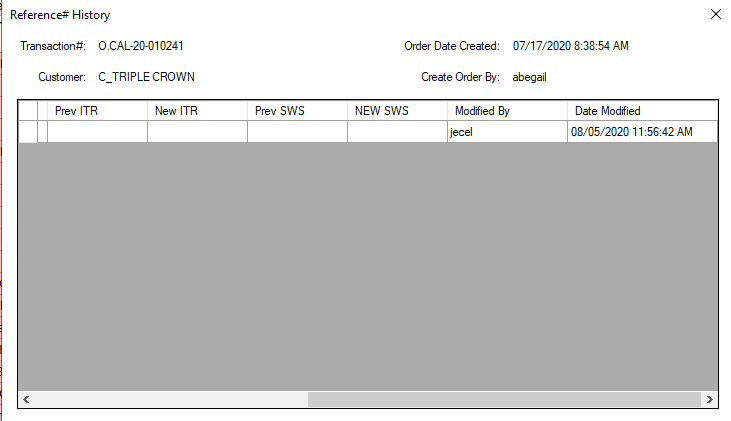 Reference# History
Transaction#: O.CAL-20-010241 Order Date Created: 07/17/2020 8:38:54 AM
Customer: C_TRIPLE CROWN Create Order By: abegail
Prev ITR New ITR Prev SWS NEW SWS Modified By Date Modified
jecel 08/05/2020 11:56:42 AM